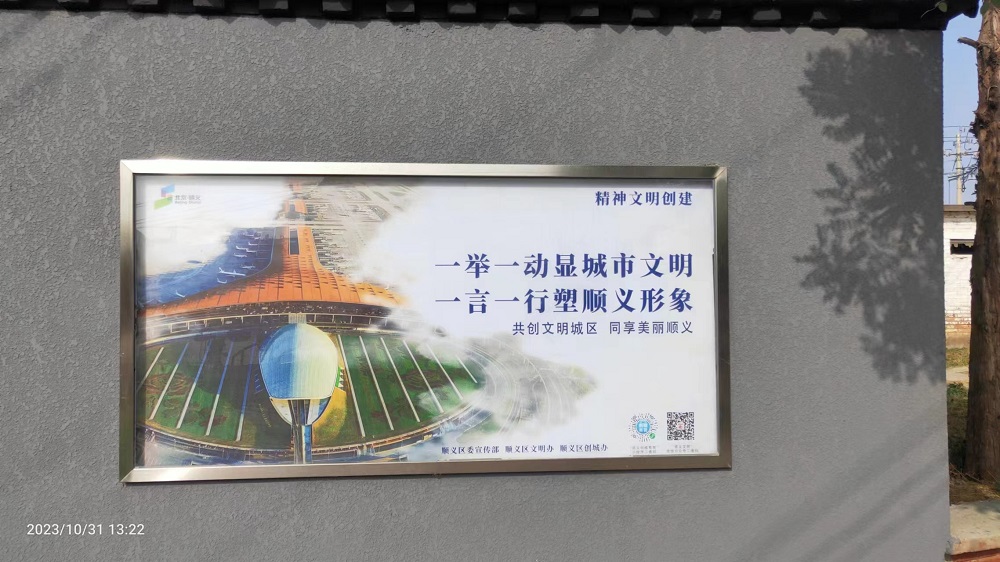 精神文明创建
一举一动显城市文明
一言一行塑顺义形象
共创文明城区 同享美丽顺义
顺义区委宣传部 顺义区文明办 顺义区创城办
2023/10/31 13:22